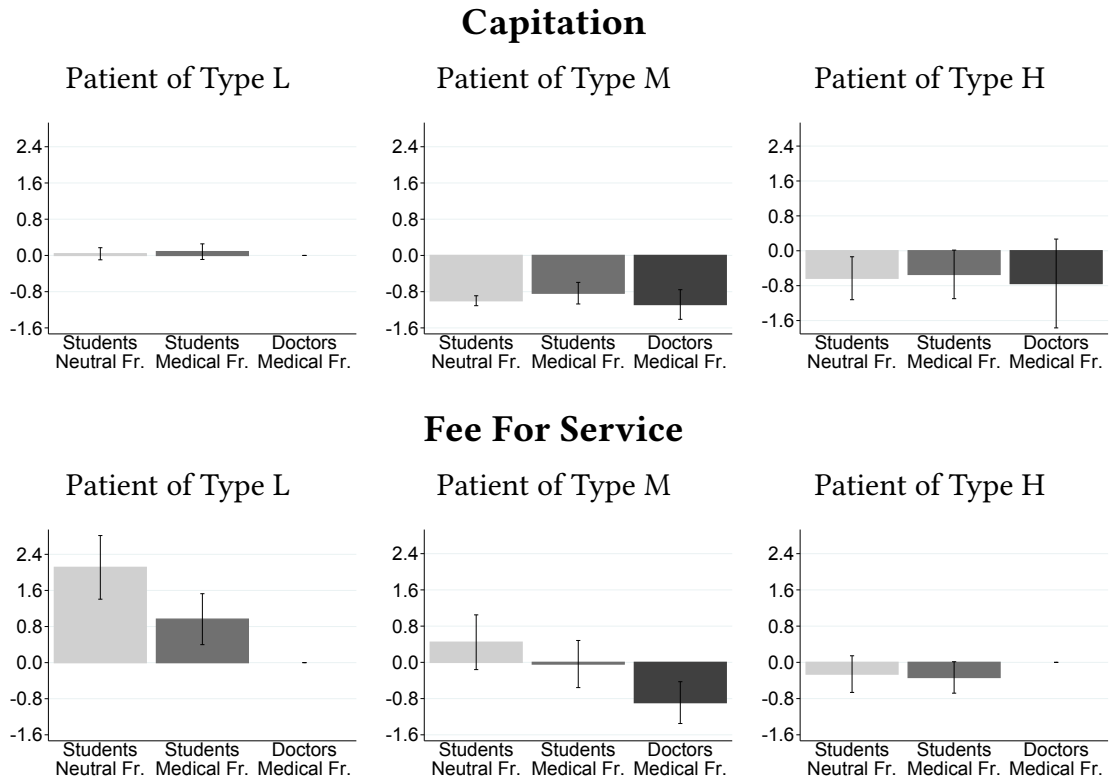 Capitation
Patient of Type L
Patient of Type M
Patient of Type H
2.4
1.6
0.8
0.0
-0.8
-1.6
Students
Neutral Fr.
Students
Medical Fr.
Doctors
Medical Fr.
2.4
1.6
0.8
0.0
-0.8
-1.6
Students
Neutral Fr.
Students
Medical Fr.
Doctors
Medical Fr.
2.4
1.6
0.8
0.0
-0.8
-1.6
Students
Neutral Fr.
Students
Medical Fr.
Doctors
Medical Fr.
Fee For Service
Patient of Type L
Patient of Type M
Patient of Type H
2.4
1.6
0.8
0.0
-0.8
-1.6
Students
Neutral Fr.
Students
Medical Fr.
Doctors
Medical Fr.
2.4
1.6
0.8
0.0
-0.8
-1.6
Students
Neutral Fr.
Students
Medical Fr.
Doctors
Medical Fr.
2.4
1.6
0.8
0.0
-0.8
-1.6
Students
Neutral Fr.
Students
Medical Fr.
Doctors
Medical Fr.